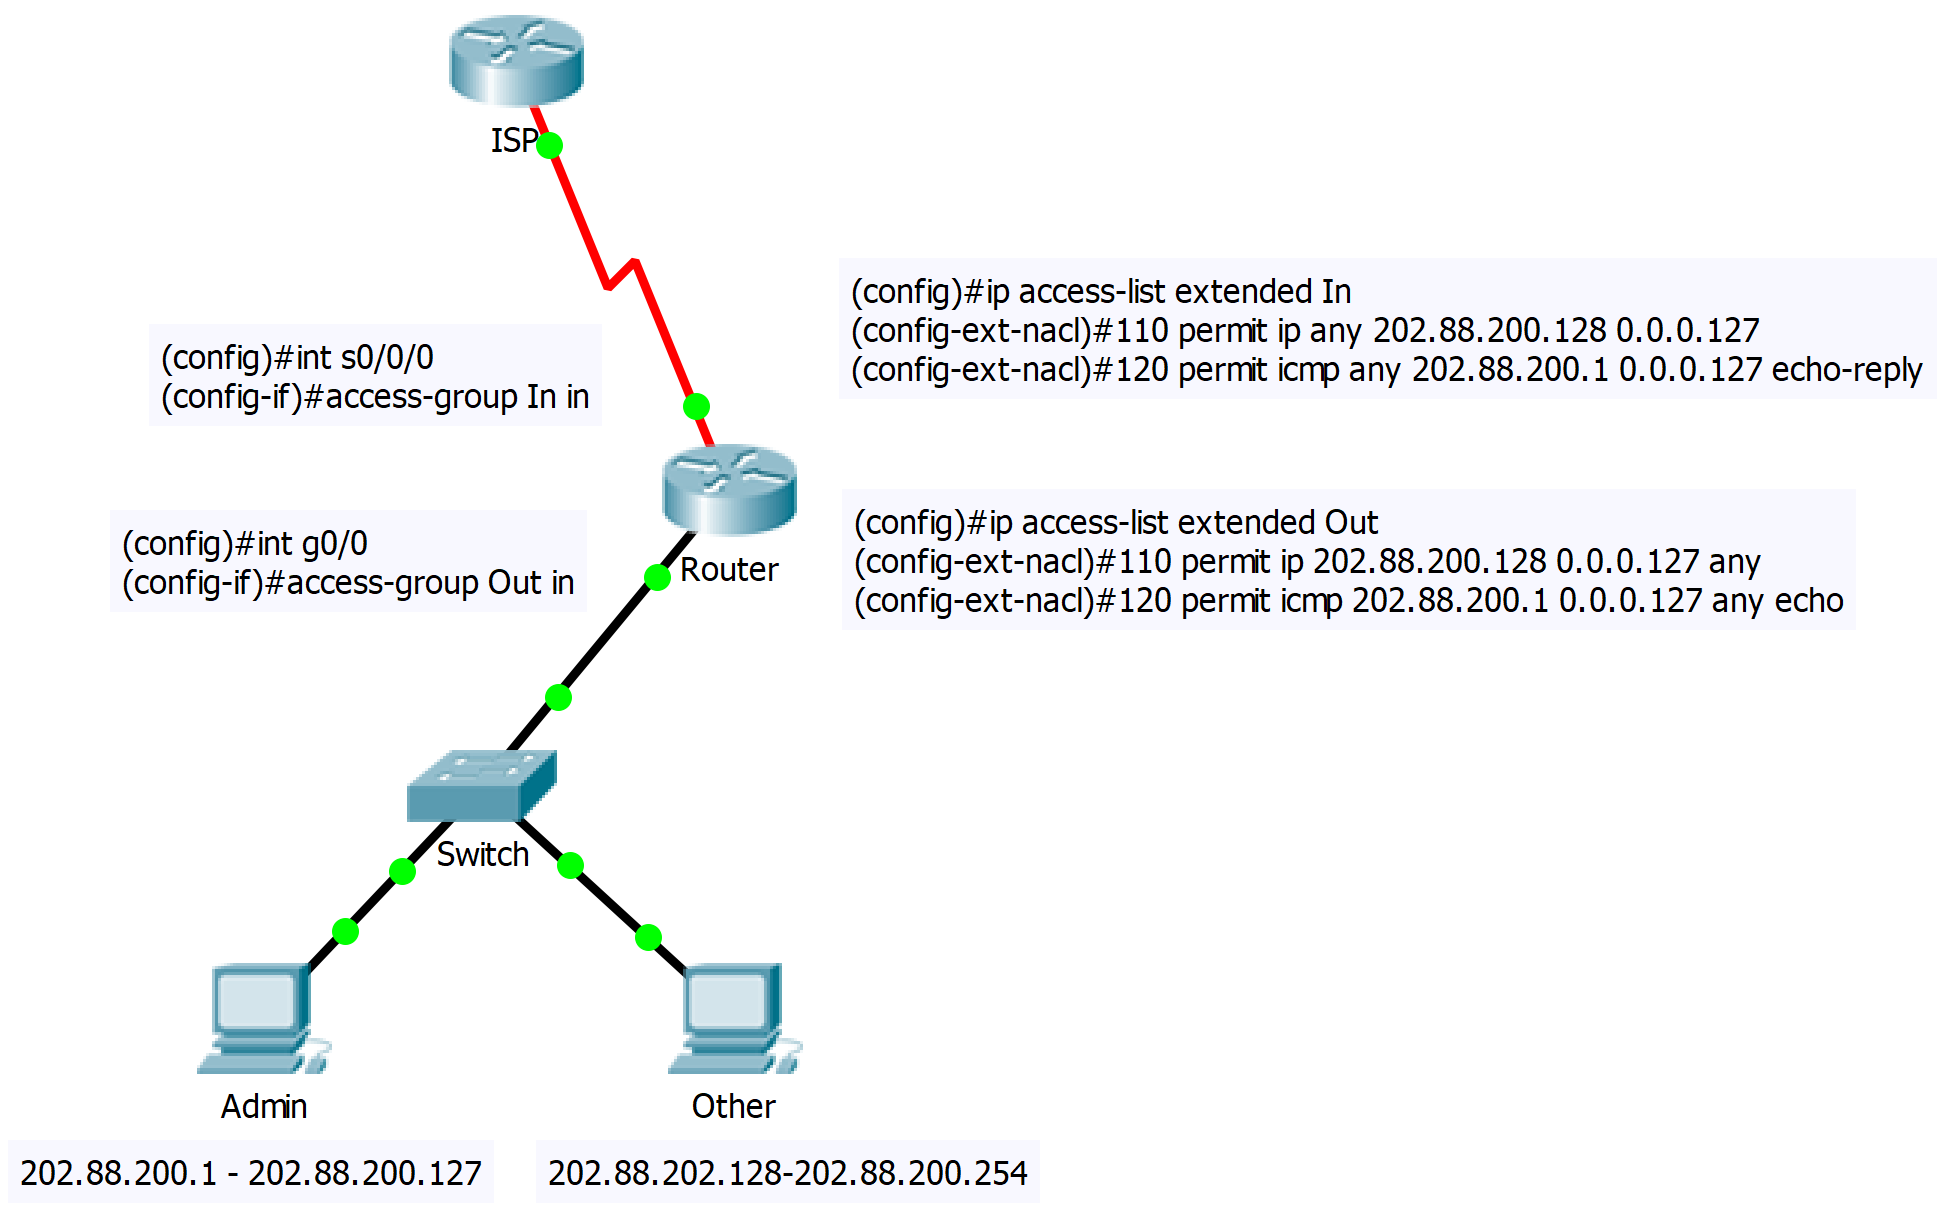 ISP
(config)#ip access-list extended In
(config-ext-nacl)#110 permit ip any 202.88.200.128 0.0.0.127
(config-ext-nacl)#120 permit icmp any 202.88.200.1 0.0.0.127 echo-reply
(config)#int s0/0/0
(config-if)#access-group In in
(config)#ip access-list extended Out
(config-ext-nacl)#110 permit ip 202.88.200.128 0.0.0.127 any
(config-ext-nacl)#120 permit icmp 202.88.200.1 0.0.0.127 any echo
(config)#int g0/0
(config-if)#access-group Out in
Router
Switch
Admin
Other
202.88.200.1 - 202.88.200.127
202.88.202.128-202.88.200.254